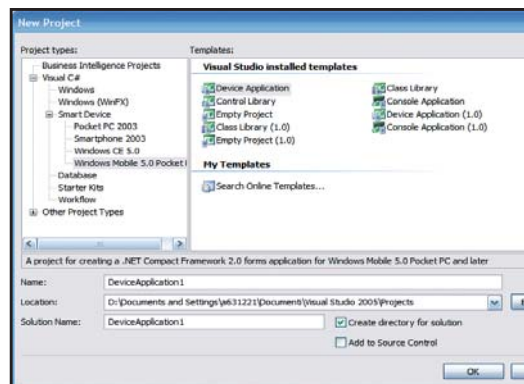 New Project
Project types:
Templates:
Business Intelligence Projects
Visual C#
Windows
Windows (WinFX)
Smart Device
Pocket PC 2003
Smartphone 2003
Windows CE 5.0
Windows Mobile 5.0 Pocket
Database
Starter Kits
Workflow
Other Project Types
Visual Studio installed templates
Device Application
Control Library
Empty Project
Class Library (1.0)
Empty Project (1.0)
Class Library
Console Application
Device Application (1.0)
Console Application (1.0)
My Templates
Search Online Templates...
A project for creating a .NET Compact Framework 2.0 forms application for Windows Mobile 5.0 Pocket PC and later
Name:
DeviceApplication1
Location:
D:\Documents and Settings\w631221\Documenti\Visual Studio 2005\Projects
Solution Name:
DeviceApplication1
Create directory for solution
Add to Source Control
OK